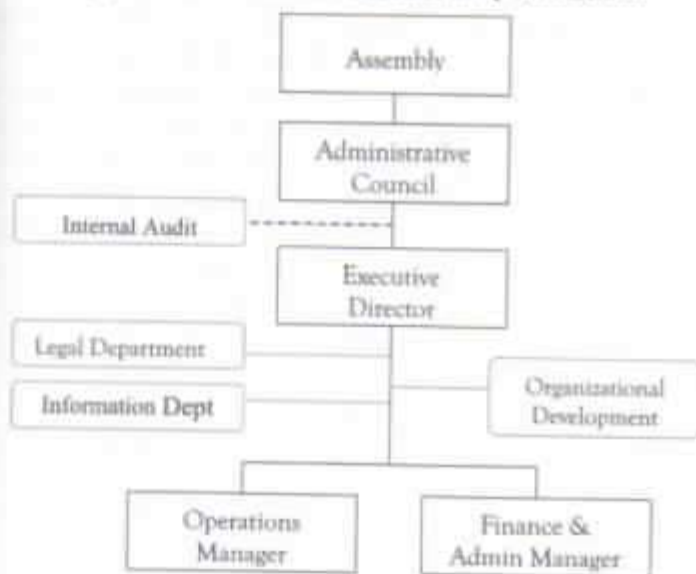 Assembly
Administrative
Council
Internal Audit
Executive
Director
Legal Department
Information Dept
Organizational
Development
Operations
Manager
Finance &
Admin Manager